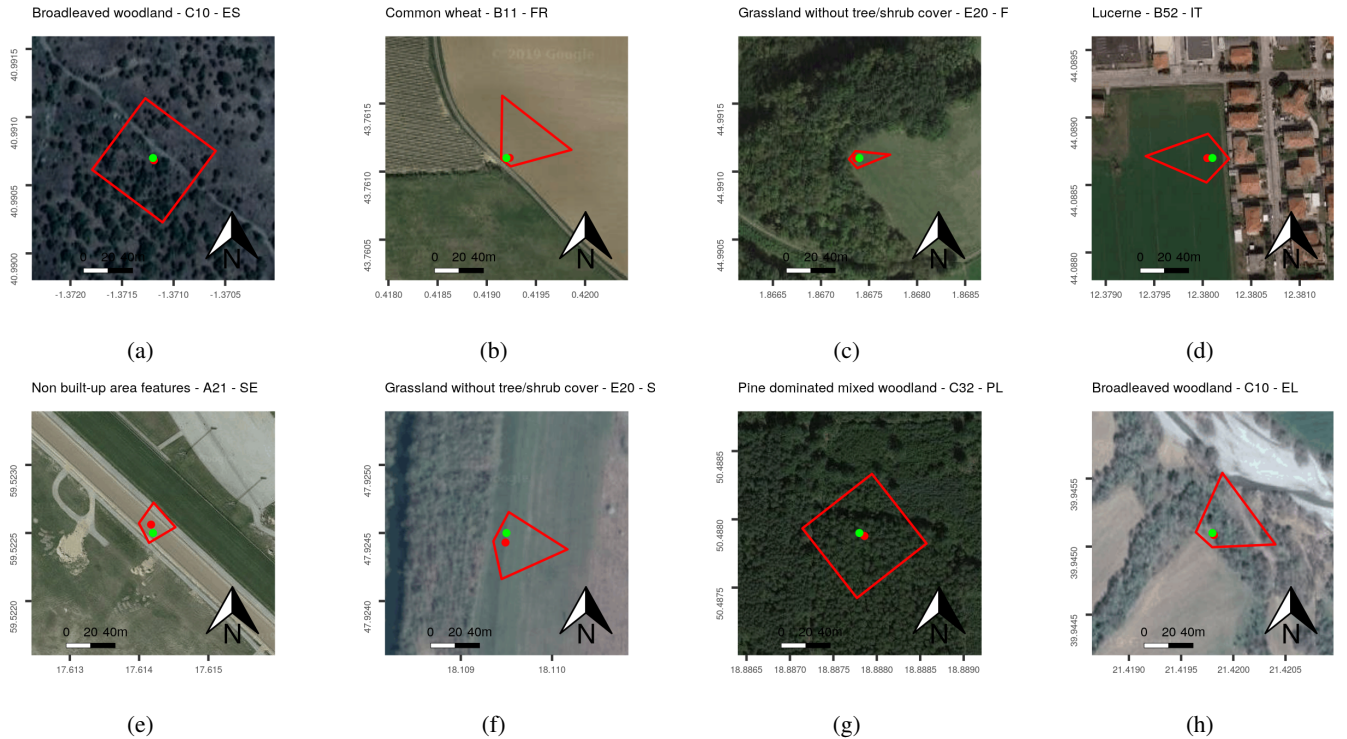 Broadleaved woodland - C10 - ES
Common wheat - B11 - FR
Grassland without tree/shrub cover - E20 - F
Lucerne - B52 - IT
© 2019 Google
40.9915
40.9910
40.9905
40.9900
0 20 40m
N
-1.3720 -1.3715 -1.3710 -1.3705
43.7615
43.7610
43.7605
0 20 40m
N
0.4180 0.4185 0.4190 0.4195 0.4200
44.9915
44.9910
44.9905
0 20 40m
N
1.8665 1.8670 1.8675 1.8680 1.8685
44.0895
44.0890
44.0885
44.0880
0 20 40m
N
12.3790 12.3795 12.3800 12.3805 12.3810
(a)
(b)
(c)
(d)
Non built-up area features - A21 - SE
Grassland without tree/shrub cover - E20 - S
Pine dominated mixed woodland - C32 - PL
Broadleaved woodland - C10 - EL
59.5230
59.5225
59.5220
0 20 40m
N
17.613 17.614 17.615
47.9250
47.9245
47.9240
0 20 40m
N
18.109 18.110
50.4885
50.4880
50.4875
0 20 40m
N
18.8865 18.8870 18.8875 18.8880 18.8885 18.8890
39.9455
39.9450
39.9445
0 20 40m
N
21.4190 21.4195 21.4200 21.4205
(e)
(f)
(g)
(h)